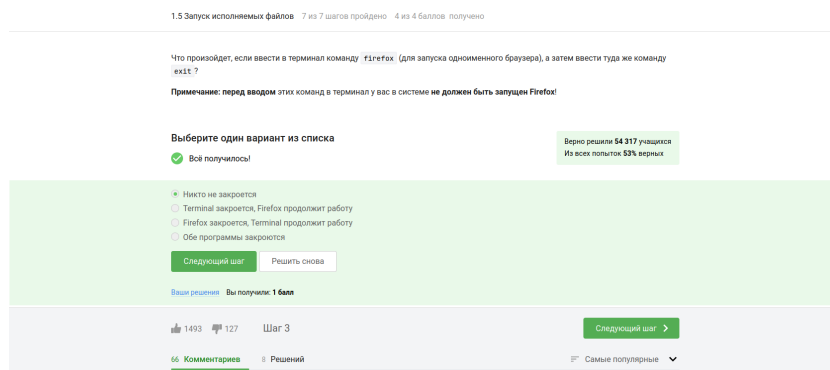 1.5 Запуск исполняемых файлов 7 из 7 шагов пройдено 4 из 4 баллов получено
Что произойдет, если ввести в терминал команду firefox (для запуска одноименного браузера), а затем ввести туда же команду
exit ?
Примечание: перед вводом этих команд в терминал у вас в системе не должен быть запущен Firefox!
Выберите один вариант из списка
Всё получилось!
Верно решили 54 317 учащихся
Из всех попыток 53% верных
Никто не закроется
Terminal закроется, Firefox продолжит работу
Firefox закроется, Terminal продолжит работу
Обе программы закроются
Следующий шаг Решить снова
Ваши решения Вы получили: 1 балл
1493 127 Шаг 3 Следующий шаг
66 Комментариев 8 Решений Самые популярные